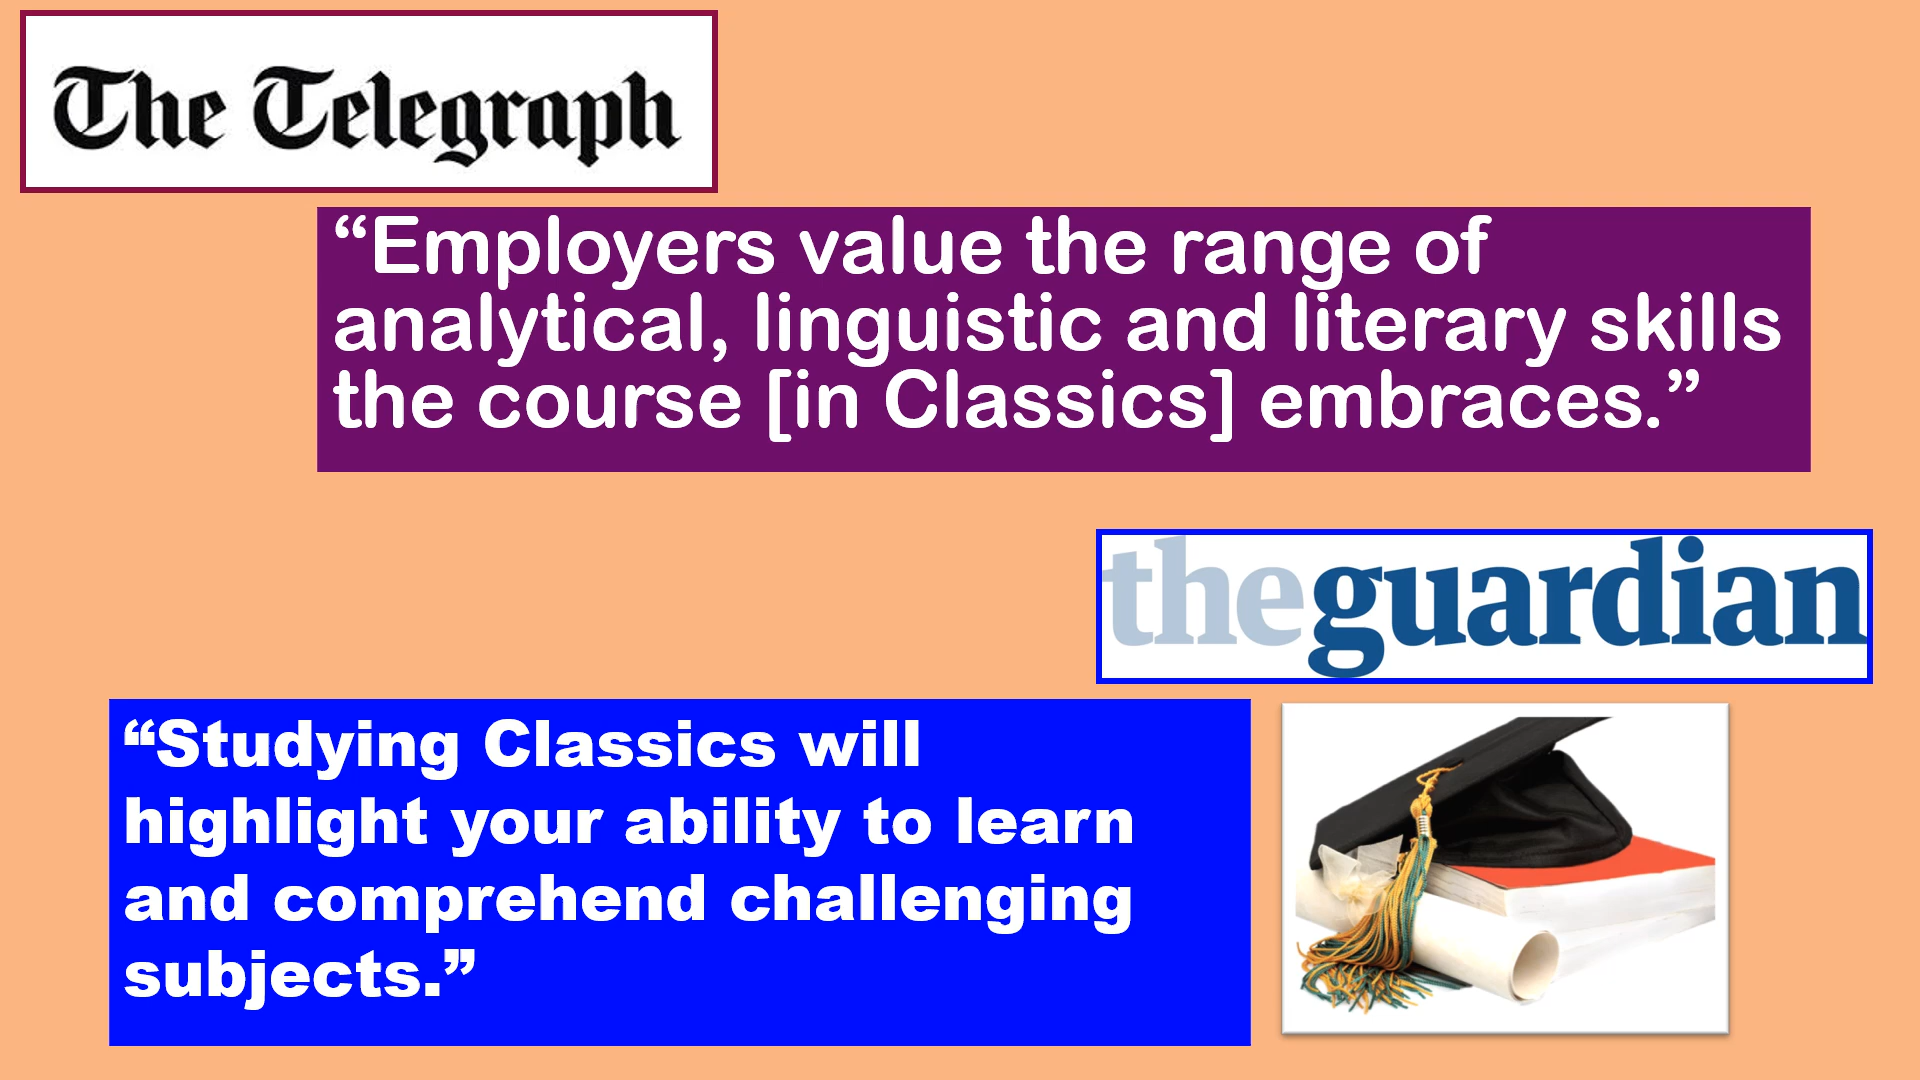 The Telegraph
“Employers value the range of
analytical, linguistic and literary skills
the course [in Classics] embraces.”
theguardian
“Studying Classics will
highlight your ability to learn
and comprehend challenging
subjects.”